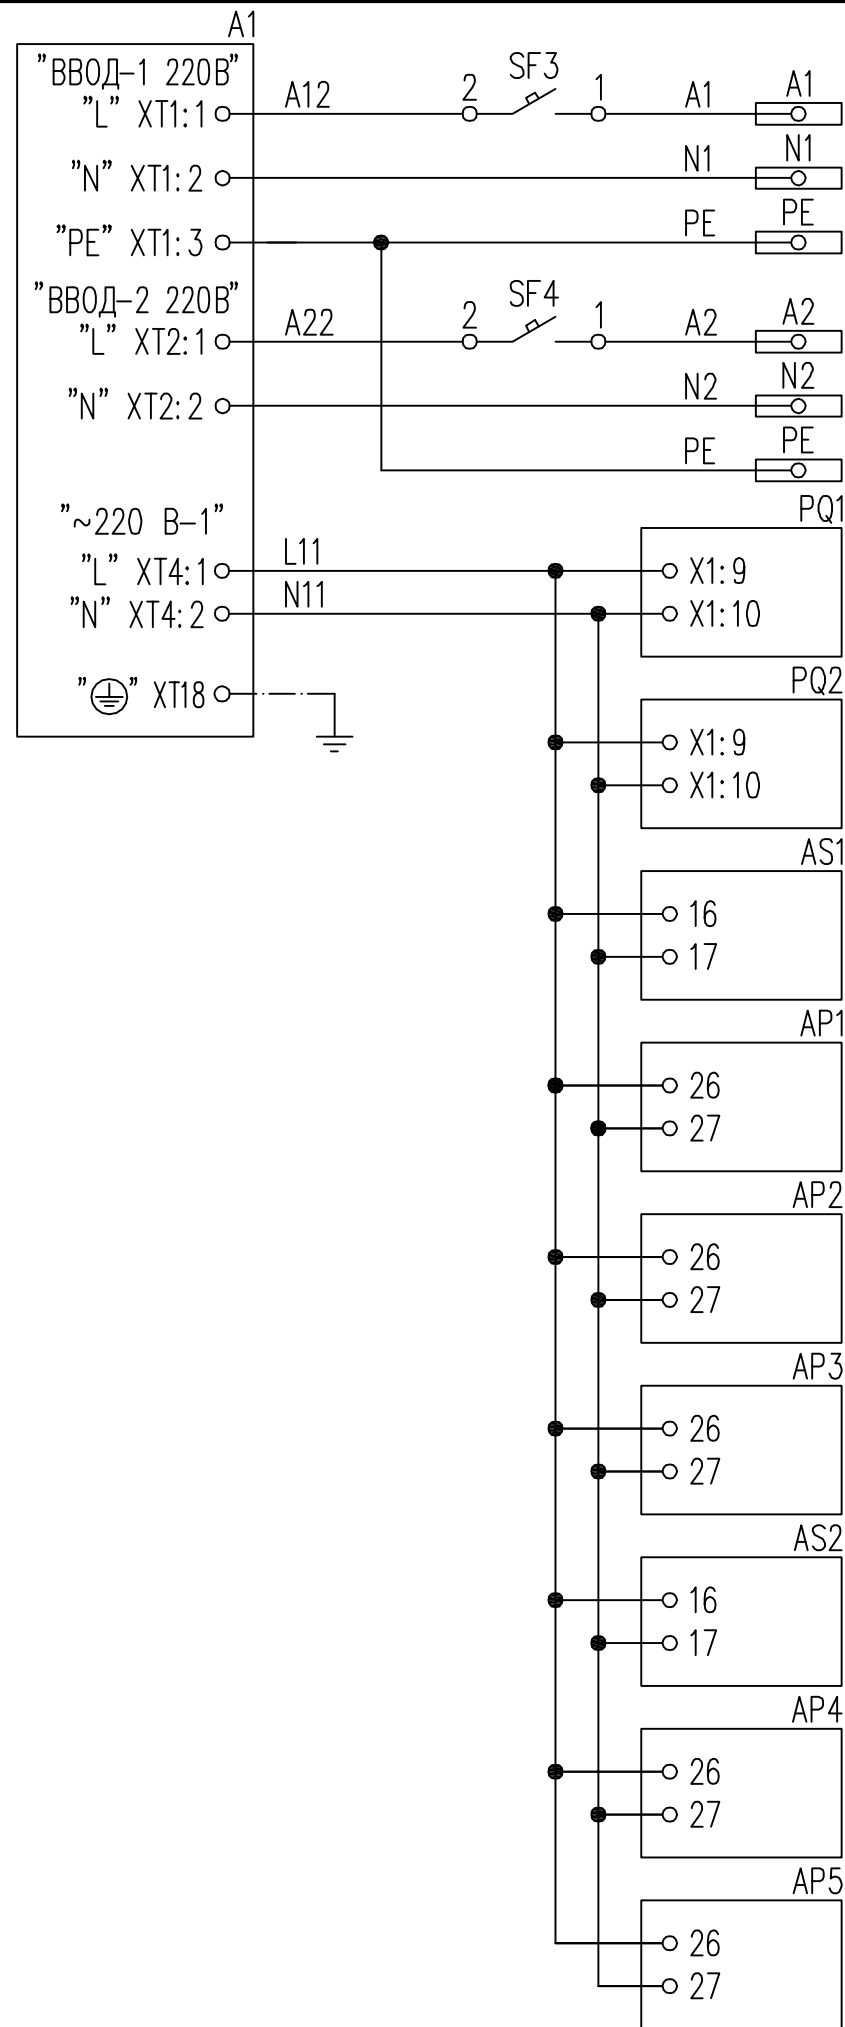 A1
"ВВОД-1 220В"
"L" XT1:1 A12 2 SF3 1 A1 A1
"N" XT1:2 N1 N1
"PE" XT1:3 PE PE
"ВВОД-2 220В"
"L" XT2:1 A22 2 SF4 1 A2 A2
"N" XT2:2 N2 N2
PE PE
"~220 В-1"
PQ1
"L" XT4:1 L11 X1:9
"N" XT4:2 N11 X1:10
"⏚" XT18
PQ2
X1:9
X1:10
AS1
16
17
AP1
26
27
AP2
26
27
AP3
26
27
AS2
16
17
AP4
26
27
AP5
26
27